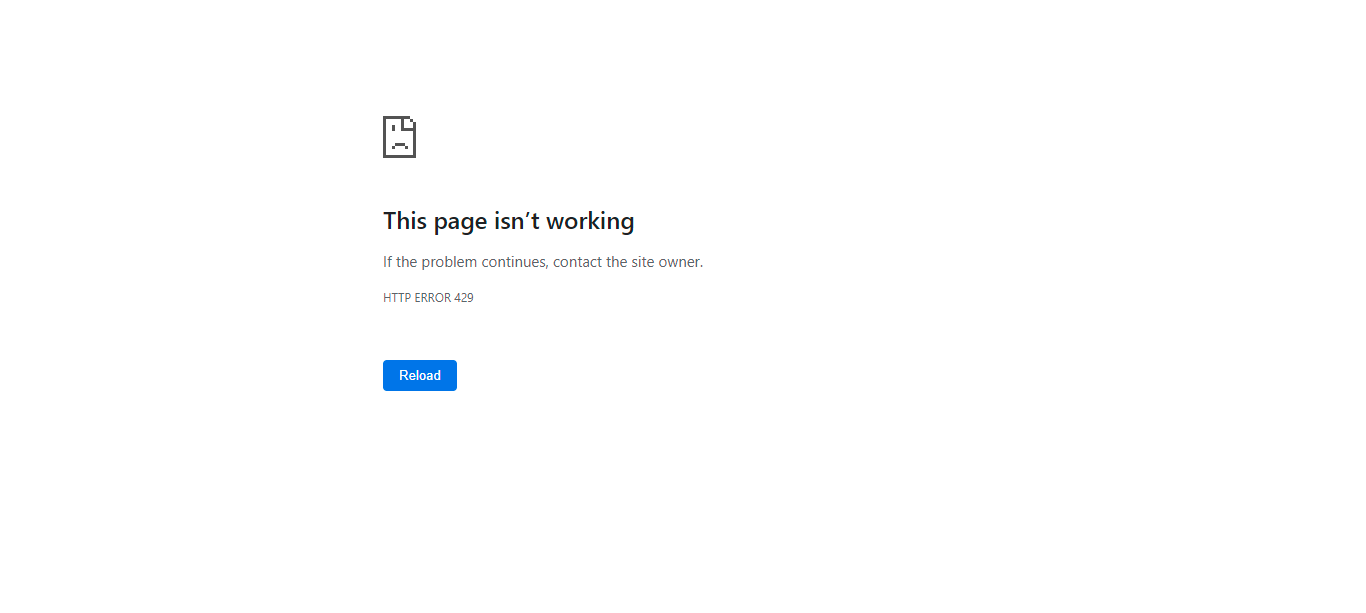 This page isn’t working
If the problem continues, contact the site owner.
HTTP ERROR 429
Reload